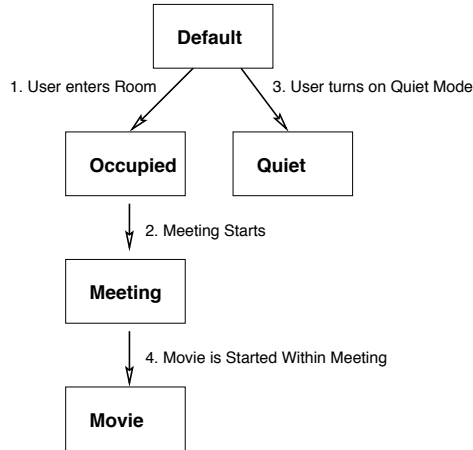 Default
1. User enters Room
3. User turns on Quiet Mode
Occupied
Quiet
2. Meeting Starts
Meeting
4. Movie is Started Within Meeting
Movie